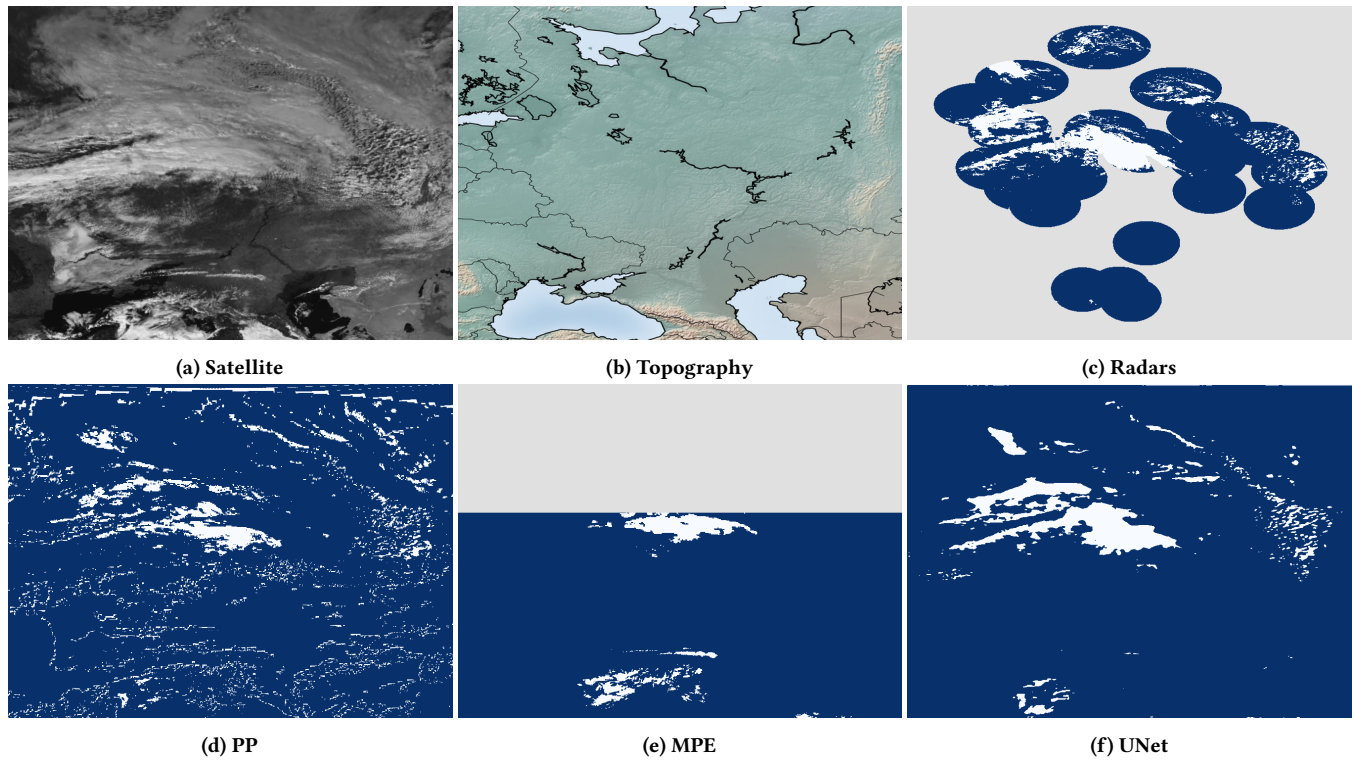 (a) Satellite
(b) Topography
(c) Radars
(d) PP
(e) MPE
(f) UNet